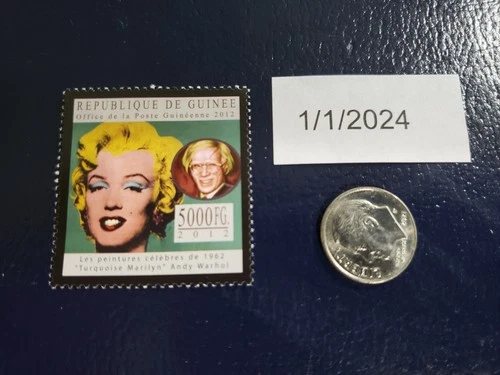 REPUBLIQUE DE GUINEE
Office de la Poste Guinéenne 2012
5000FG.
2012
Les peintures célèbres de 1962
"Turquoise Marilyn" Andy Warhol
1/1/2024